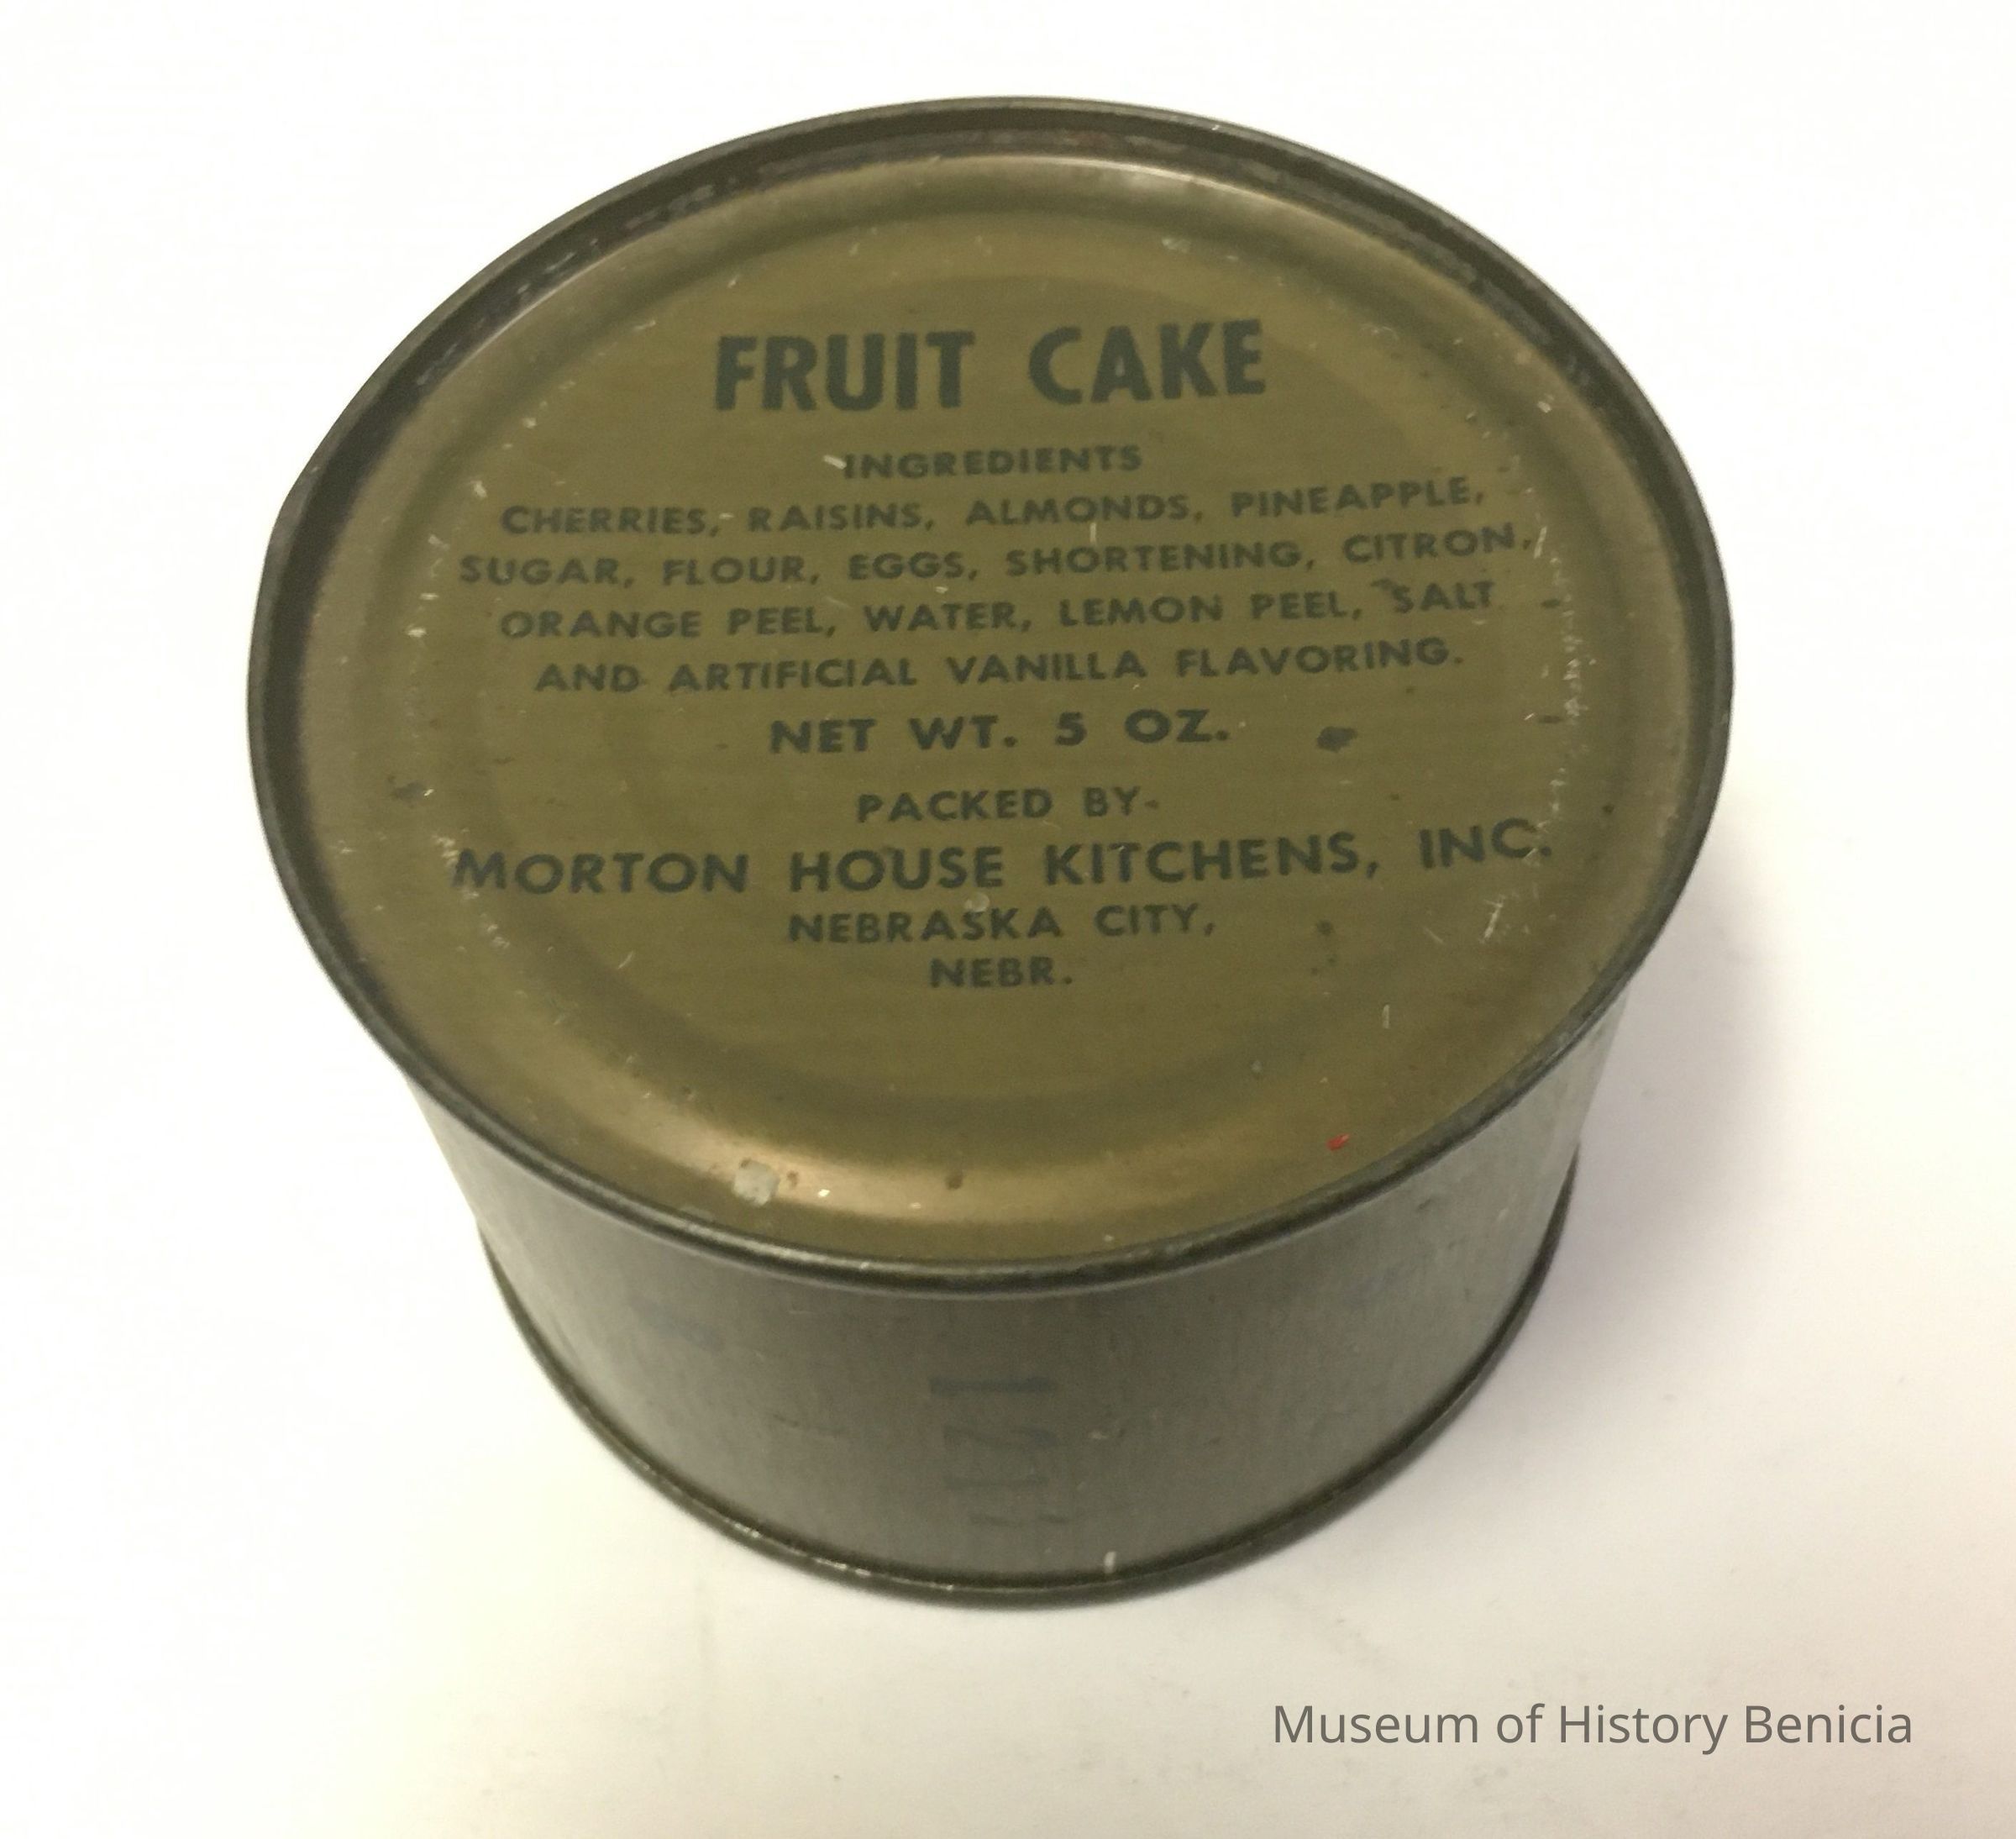 FRUIT CAKE
INGREDIENTS
CHERRIES, RAISINS, ALMONDS, PINEAPPLE,
SUGAR, FLOUR, EGGS, SHORTENING, CITRON,
ORANGE PEEL, WATER, LEMON PEEL, SALT
AND ARTIFICIAL VANILLA FLAVORING.
NET WT. 5 OZ.
PACKED BY-
MORTON HOUSE KITCHENS, INC.
NEBRASKA CITY,
NEBR.
Museum of History Benicia